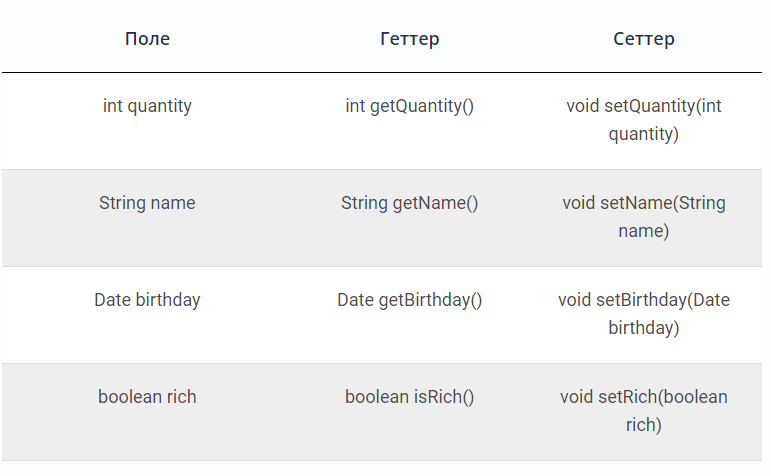 Поле Геттер Сеттер
int quantity int getQuantity() void setQuantity(int
quantity)
String name String getName() void setName(String
name)
Date birthday Date getBirthday() void setBirthday(Date
birthday)
boolean rich boolean isRich() void setRich(boolean
rich)